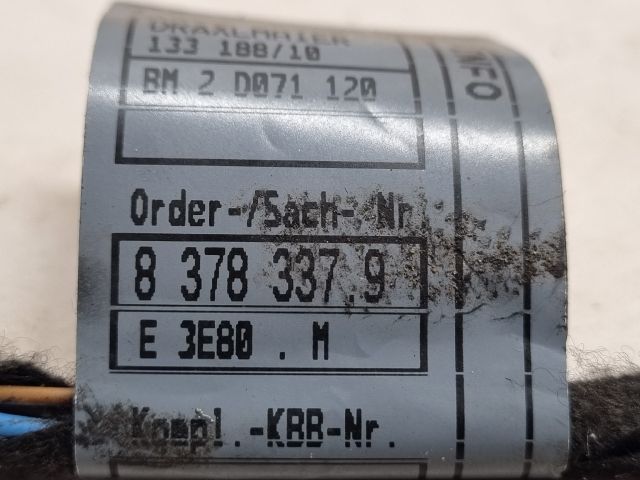 DRAXLMAIER
133 188/10
BM 2 D071 120
Order-/Sach-Nr
8 378 337.9
E 3E80 . M
Kompl.-KBB-Nr.
INFO